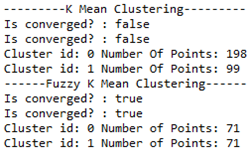 ---------K Mean Clustering---------
Is converged? : false
Is converged? : false
Cluster id: 0 Number Of Points: 198
Cluster id: 1 Number Of Points: 99
------Fuzzy K Mean Clustering------
Is converged? : true
Is converged? : true
Cluster id: 0 Number Of Points: 71
Cluster id: 1 Number Of Points: 71